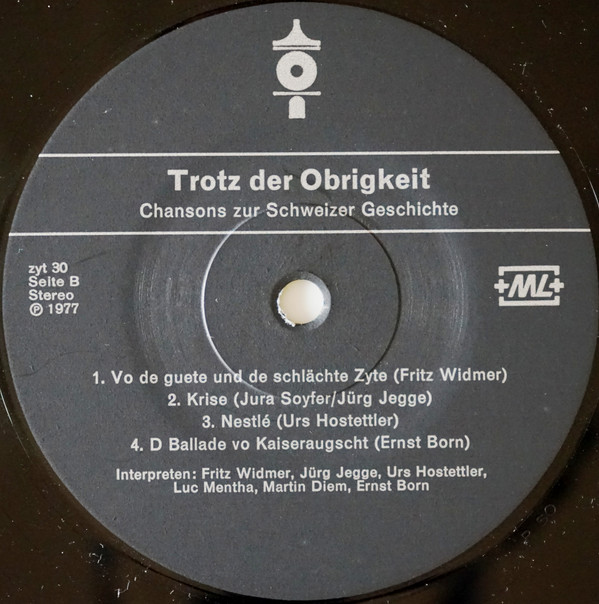 Trotz der Obrigkeit
Chansons zur Schweizer Geschichte
zyt 30
Seite B
Stereo
℗ 1977
+ML+
1. Vo de guete und de schlächte Zyte (Fritz Widmer)
2. Krise (Jura Soyfer/Jürg Jegge)
3. Nestlé (Urs Hostettler)
4. D Ballade vo Kaiseraugscht (Ernst Born)
Interpreten: Fritz Widmer, Jürg Jegge, Urs Hostettler,
Luc Mentha, Martin Diem, Ernst Born